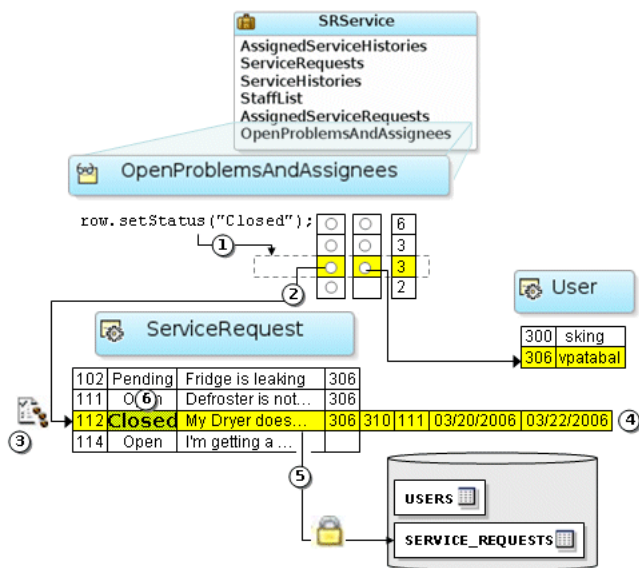 SRService
AssignedServiceHistories
ServiceRequests
ServiceHistories
StaffList
AssignedServiceRequests
OpenProblemsAndAssignees
OpenProblemsAndAssignees
row.setStatus("Closed");
6
1
3
3
2
2
User
300 sking
306 vpatabal
ServiceRequest
102 Pending Fridge is leaking 306
111 Defroster is not... 306
6
3
112 Closed My Dryer does... 306 310 111 03/20/2006 03/22/2006
4
114 Open I'm getting a ...
5
USERS
SERVICE_REQUESTS